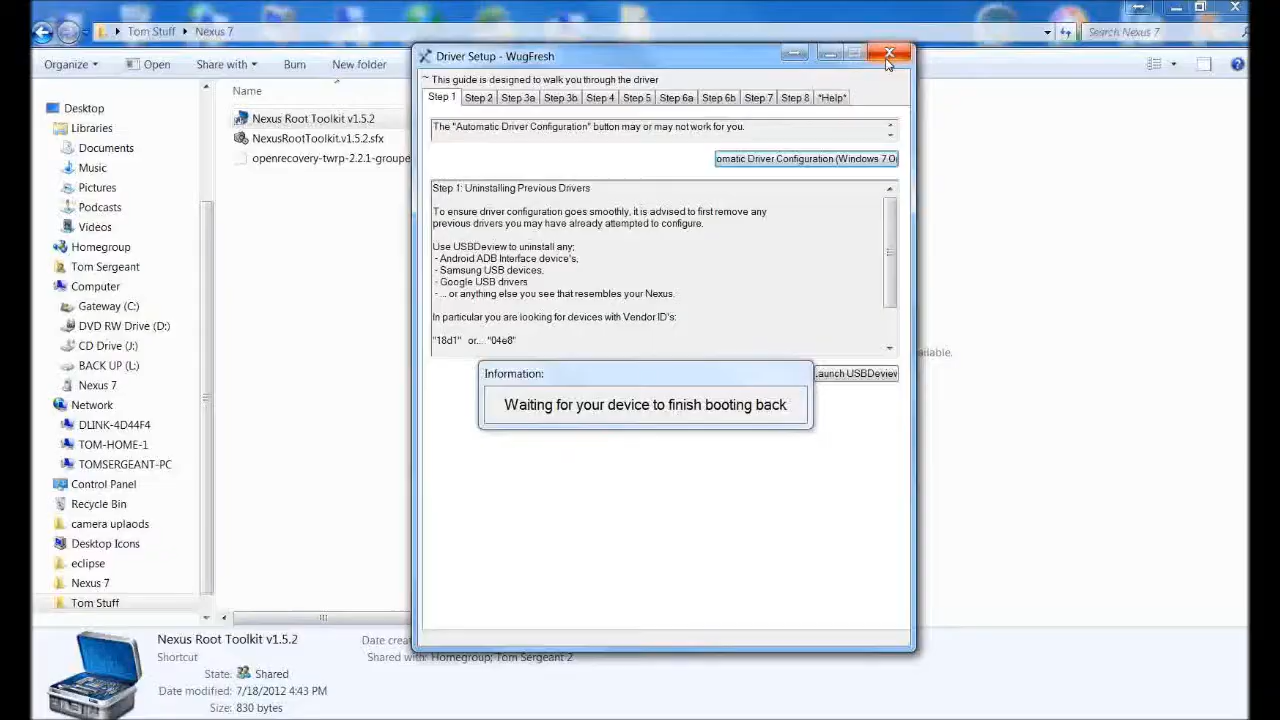 Tom Stuff
Nexus 7
Search Nexus 7
Organize
Open
Share with
Burn
New folder
Name
Desktop
Libraries
Documents
Music
Pictures
Podcasts
Videos
Homegroup
Tom Sergeant
Computer
Gateway (C:)
DVD RW Drive (D:)
CD Drive (J:)
BACK UP (L:)
Nexus 7
Network
DLINK-4D44F4
TOM-HOME-1
TOMSERGEANT-PC
Control Panel
Recycle Bin
camera uplaods
Desktop Icons
eclipse
Nexus 7
Tom Stuff
Nexus Root Toolkit v1.5.2
NexusRootToolkit.v1.5.2.sfx
openrecovery-twrp-2.2.1-groupe
Driver Setup - WugFresh
~ This guide is designed to walk you through the driver
Step 1 Step 2 Step 3a Step 3b Step 4 Step 5 Step 6a Step 6b Step 7 Step 8 *Help*
The "Automatic Driver Configuration" button may or may not work for you.
omatic Driver Configuration (Windows 7 O
Step 1: Uninstalling Previous Drivers
To ensure driver configuration goes smoothly, it is advised to first remove any
previous drivers you may have already attempted to configure.
Use USBDeview to uninstall any;
- Android ADB Interface device's,
- Samsung USB devices,
- Google USB drivers
- ... or anything else you see that resembles your Nexus.
In particular you are looking for devices with Vendor ID's:
"18d1" or... "04e8"
Launch USBDeview
Information:
Waiting for your device to finish booting back
ailable.
Nexus Root Toolkit v1.5.2
Shortcut
State: Shared
Date modified: 7/18/2012 4:43 PM
Size: 830 bytes
Date crea
Shared with: Homegroup; Tom Sergeant 2